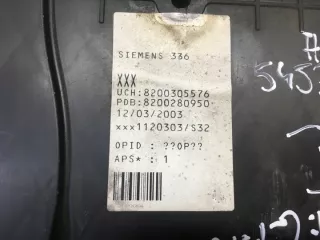 SIEMENS 336
XXX
UCH:8200305576
PDB:8200280950
12/03/2003
xxx1120303/S32
OPID : ??OP??
APS* : 1